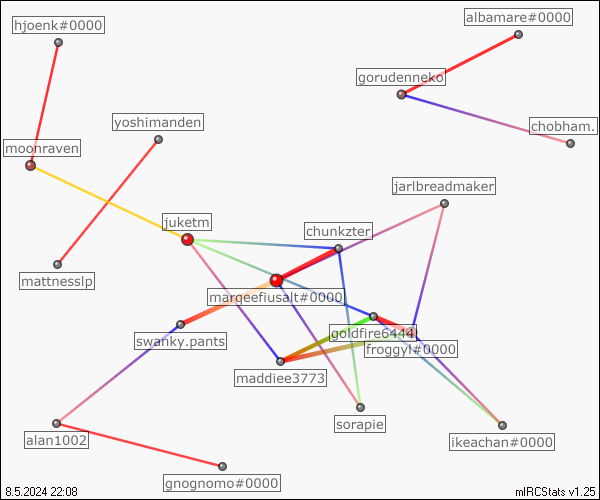 albamare#0000
hjoenk#0000
gorudenneko
yoshimanden
chobham.
moonraven
jarlbreadmaker
juketm
chunkzter
mattnesslp
marqeefiusalt#0000
goldfire6444
swanky.pants
froggyl#0000
maddiee3773
sorapie
alan1002
ikeachan#0000
gnognomo#0000
8.5.2024 22:08
mIRCStats v1.25